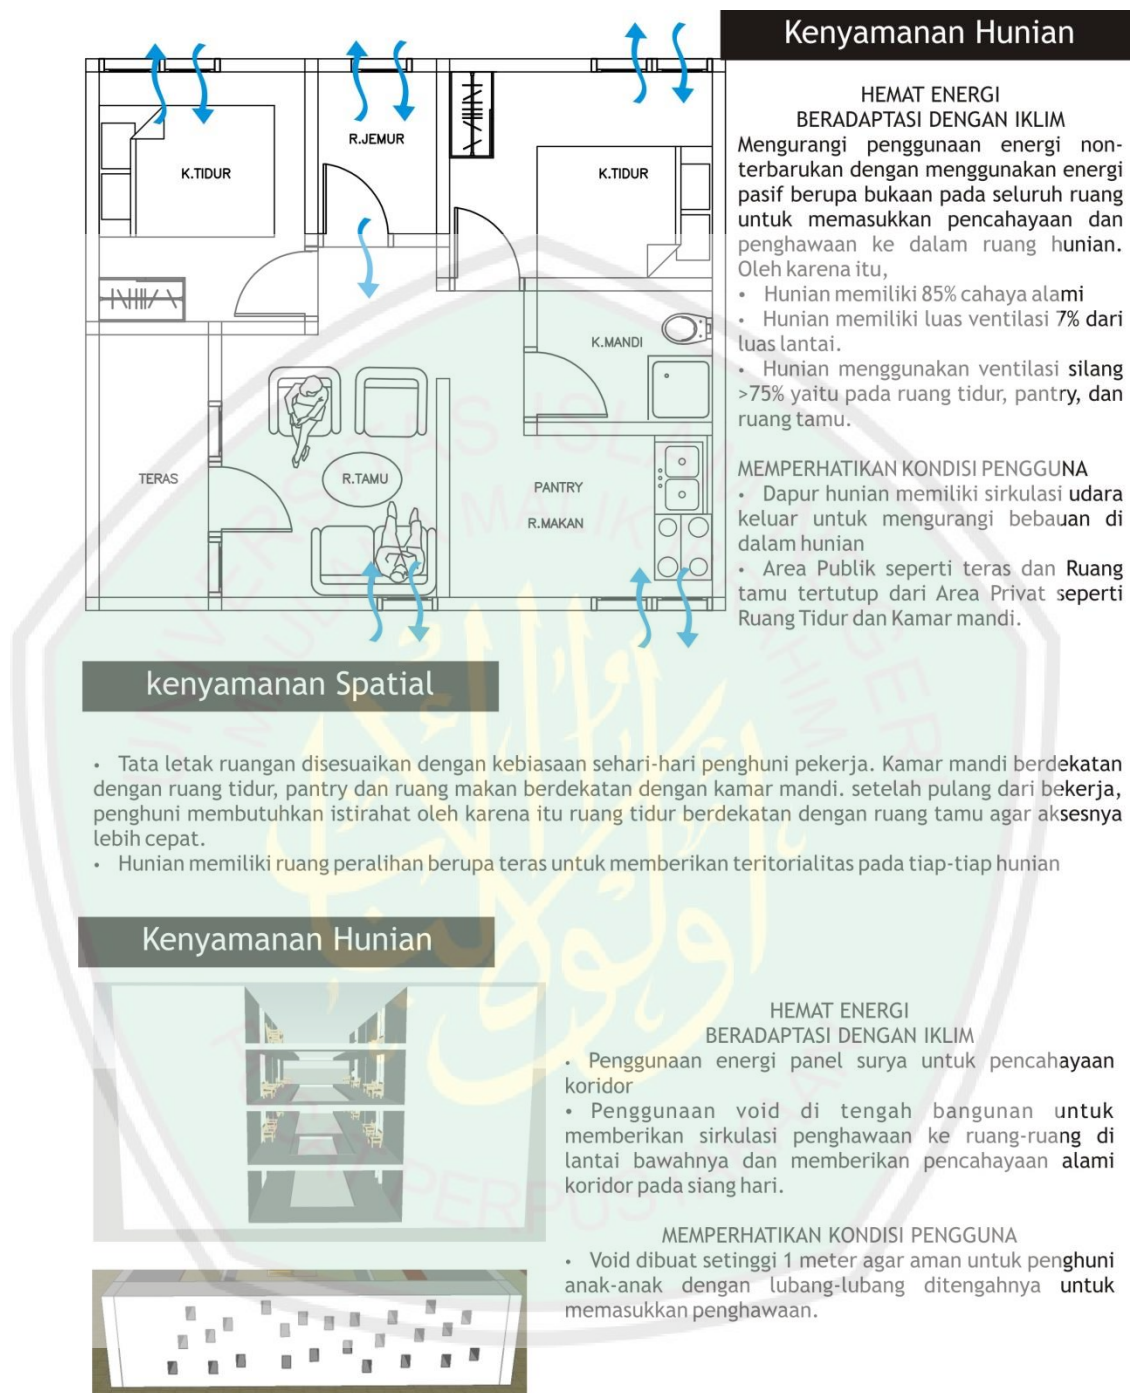 Kenyamanan Hunian
K.TIDUR
R.JEMUR
K.TIDUR
K.MANDI
TERAS
R.TAMU
PANTRY
R.MAKAN
HEMAT ENERGI
BERADAPTASI DENGAN IKLIM
Mengurangi penggunaan energi non-
terbarukan dengan menggunakan energi
pasif berupa bukaan pada seluruh ruang
untuk memasukkan pencahayaan dan
penghawaan ke dalam ruang hunian.
Oleh karena itu,
• Hunian memiliki 85% cahaya alami
• Hunian memiliki luas ventilasi 7% dari
luas lantai.
• Hunian menggunakan ventilasi silang
>75% yaitu pada ruang tidur, pantry, dan
ruang tamu.
MEMPERHATIKAN KONDISI PENGGUNA
• Dapur hunian memiliki sirkulasi udara
keluar untuk mengurangi bebauan di
dalam hunian
• Area Publik seperti teras dan Ruang
tamu tertutup dari Area Privat seperti
Ruang Tidur dan Kamar mandi.
kenyamanan Spatial
• Tata letak ruangan disesuaikan dengan kebiasaan sehari-hari penghuni pekerja. Kamar mandi berdekatan
dengan ruang tidur, pantry dan ruang makan berdekatan dengan kamar mandi. setelah pulang dari bekerja,
penghuni membutuhkan istirahat oleh karena itu ruang tidur berdekatan dengan ruang tamu agar aksesnya
lebih cepat.
• Hunian memiliki ruang peralihan berupa teras untuk memberikan teritorialitas pada tiap-tiap hunian
Kenyamanan Hunian
HEMAT ENERGI
BERADAPTASI DENGAN IKLIM
• Penggunaan energi panel surya untuk pencahayaan
koridor
• Penggunaan void di tengah bangunan untuk
memberikan sirkulasi penghawaan ke ruang-ruang di
lantai bawahnya dan memberikan pencahayaan alami
koridor pada siang hari.
MEMPERHATIKAN KONDISI PENGGUNA
• Void dibuat setinggi 1 meter agar aman untuk penghuni
anak-anak dengan lubang-lubang ditengahnya untuk
memasukkan penghawaan.